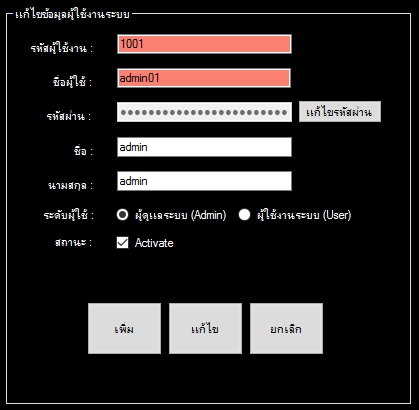 แก้ไขข้อมูลผู้ใช้งานระบบ
รหัสผู้ใช้งาน : 1001
ชื่อผู้ใช้ : admin01
รหัสผ่าน : แก้ไขรหัสผ่าน
ชื่อ : admin
นามสกุล : admin
ระดับผู้ใช้ : ผู้ดูแลระบบ (Admin) ผู้ใช้งานระบบ (User)
สถานะ : Activate
เพิ่ม แก้ไข ยกเลิก